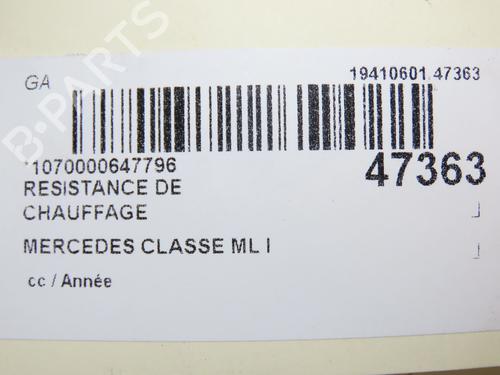 GA
19410601 47363
*1070000647796
47363
RESISTANCE DE
CHAUFFAGE
MERCEDES CLASSE ML I
cc / Année
B-PARTS